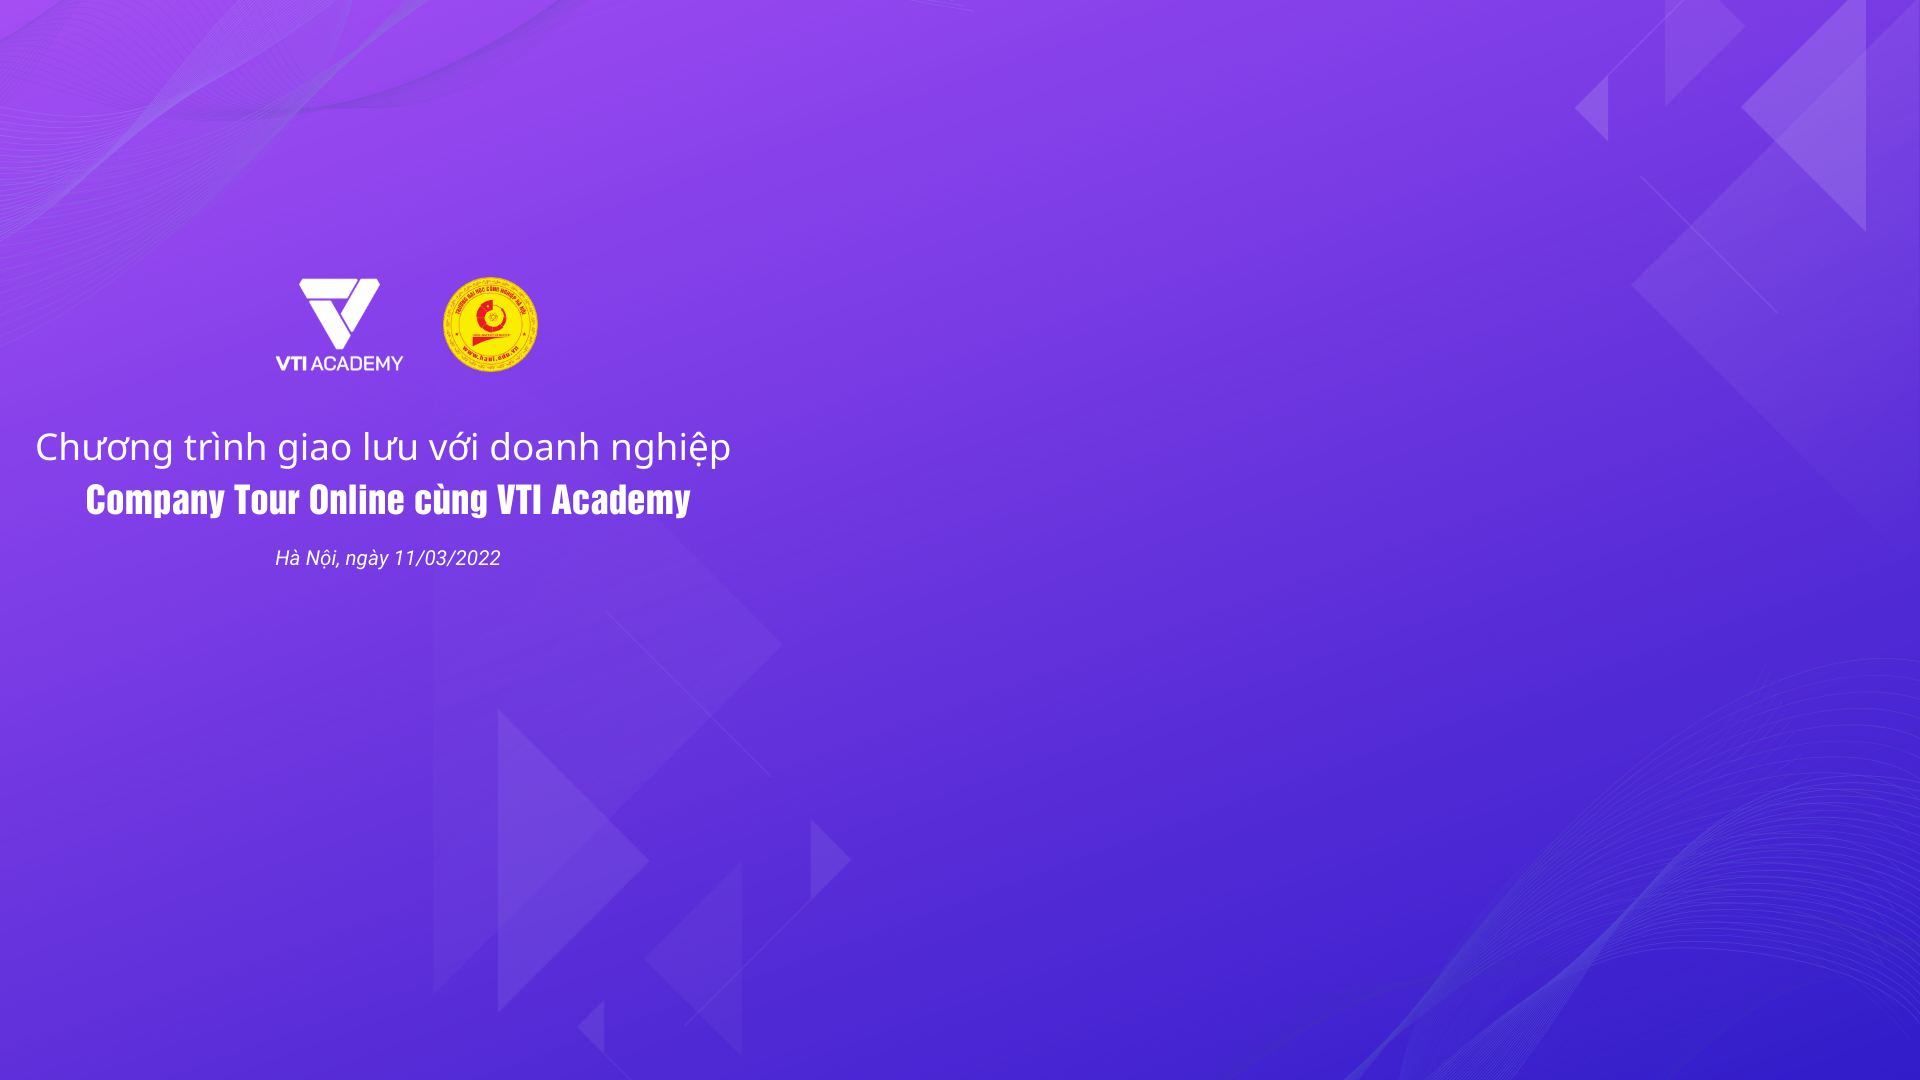 VTI ACADEMY
TRƯỜNG ĐẠI HỌC CÔNG NGHIỆP HÀ NỘI
www.haui.edu.vn
Chương trình giao lưu với doanh nghiệp
Company Tour Online cùng VTI Academy
Hà Nội, ngày 11/03/2022